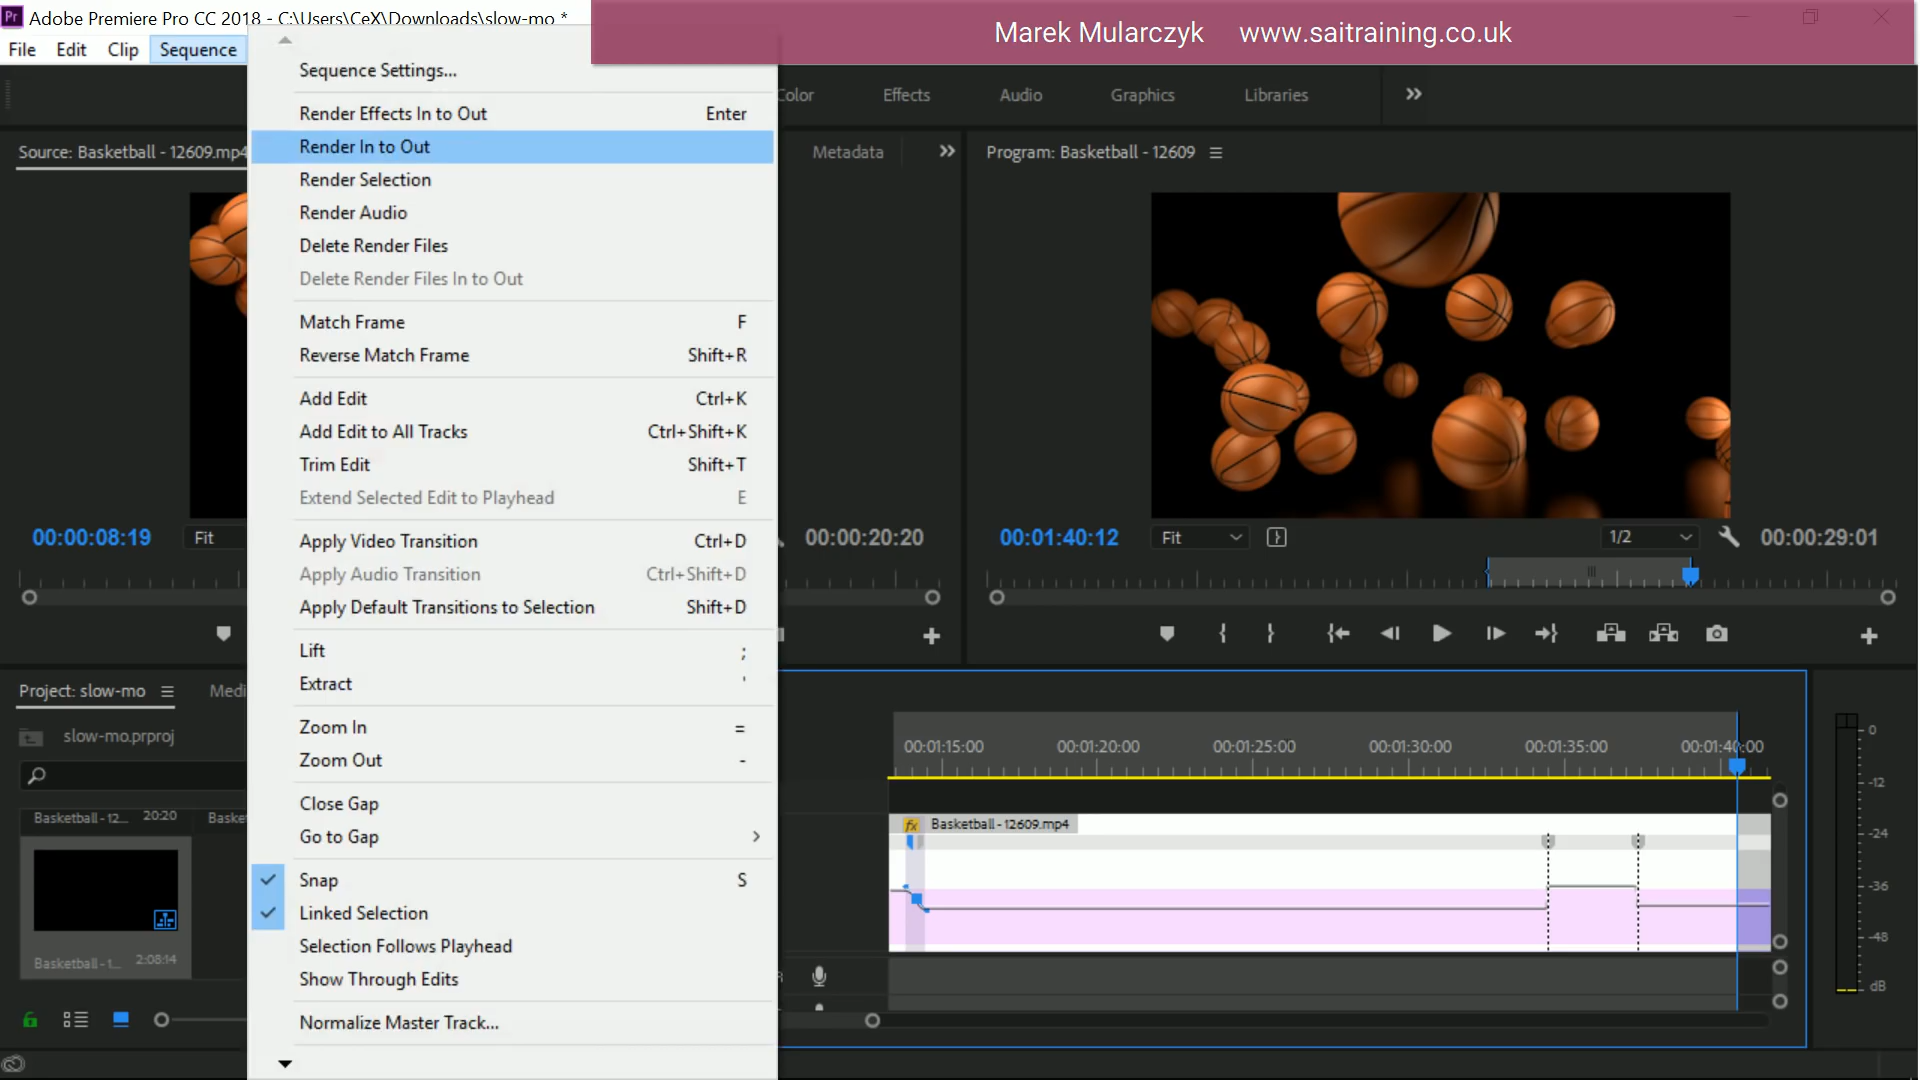 Adobe Premiere Pro CC 2018 - C:\Users\CeX\Downloads\slow-mo *
Marek Mularczyk www.saitraining.co.uk
File Edit Clip Sequence
Sequence Settings...
Render Effects In to Out Enter
Render In to Out
Render Selection
Render Audio
Delete Render Files
Delete Render Files In to Out
Match Frame F
Reverse Match Frame Shift+R
Add Edit Ctrl+K
Add Edit to All Tracks Ctrl+Shift+K
Trim Edit Shift+T
Extend Selected Edit to Playhead E
Apply Video Transition Ctrl+D
Apply Audio Transition Ctrl+Shift+D
Apply Default Transitions to Selection Shift+D
Lift ;
Extract '
Zoom In =
Zoom Out -
Close Gap
Go to Gap
Snap S
Linked Selection
Selection Follows Playhead
Show Through Edits
Normalize Master Track...
Color Effects Audio Graphics Libraries
Source: Basketball - 12609.mp4
Metadata
Program: Basketball - 12609
00:00:08:19 Fit
00:00:20:20
00:01:40:12 Fit 1/2 00:00:29:01
Project: slow-mo Medi
slow-mo.prproj
Basketball - 12... 20:20 Baske
Basketball - 1... 2:08:14
00:01:15:00 00:01:20:00 00:01:25:00 00:01:30:00 00:01:35:00 00:01:40:00
fx Basketball - 12609.mp4
0
-12
-24
-36
-48
dB